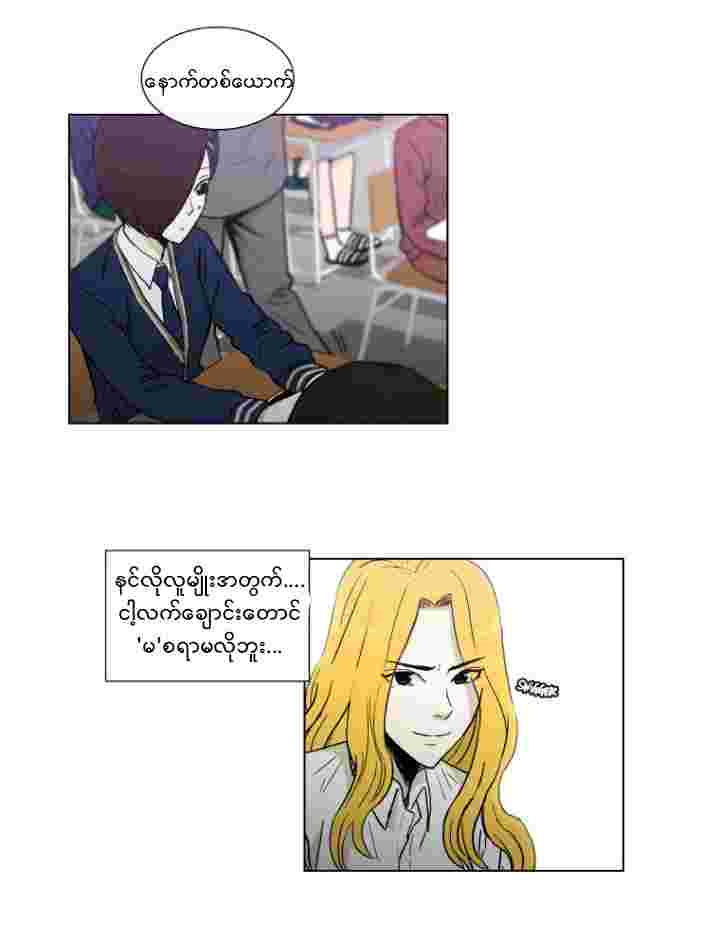 နောက်တစ်ယောက်
နင်လိုလူမျိုးအတွက်....
ငါ့လက်ချောင်းတောင်
'မ'စရာမလိုဘူး...
SMIRK